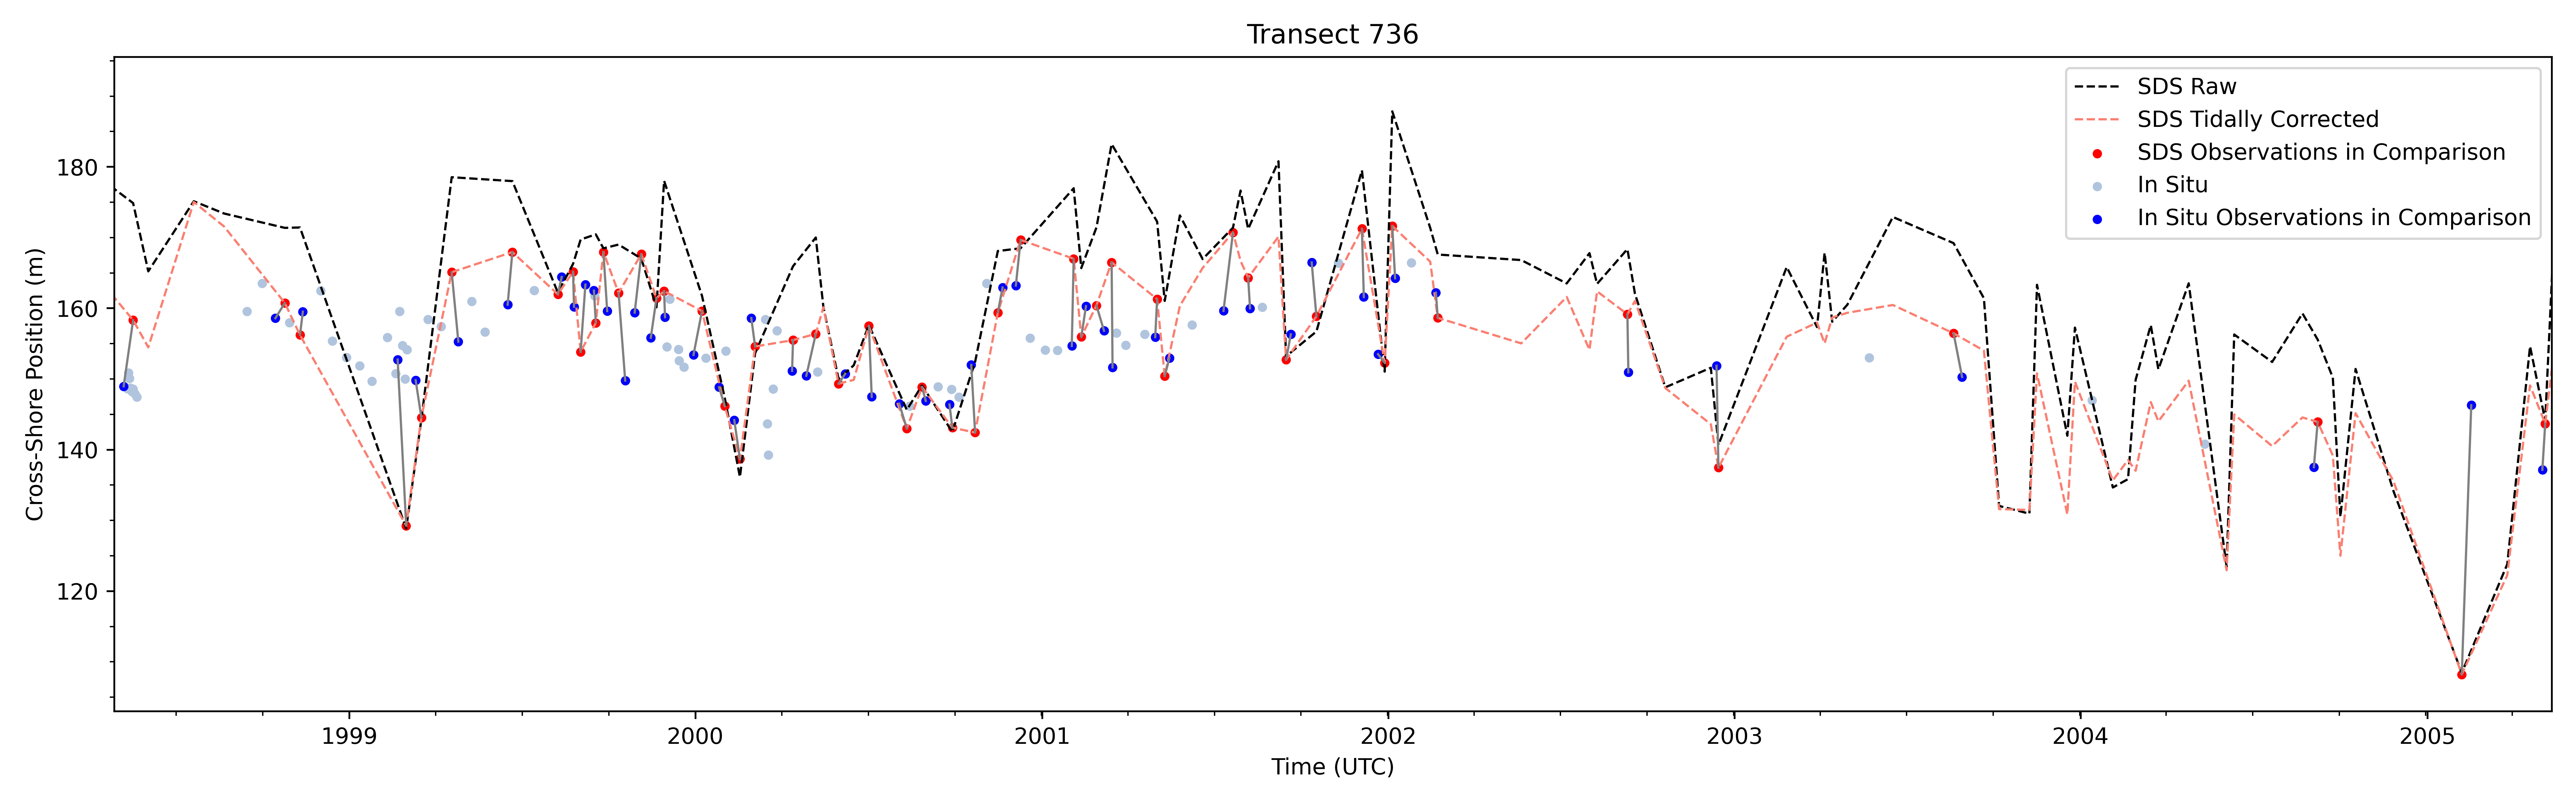 Transect 736
SDS Raw
SDS Tidally Corrected
SDS Observations in Comparison
In Situ
In Situ Observations in Comparison
Cross-Shore Position (m)
180
160
140
120
1999 2000 2001 2002 2003 2004 2005
Time (UTC)